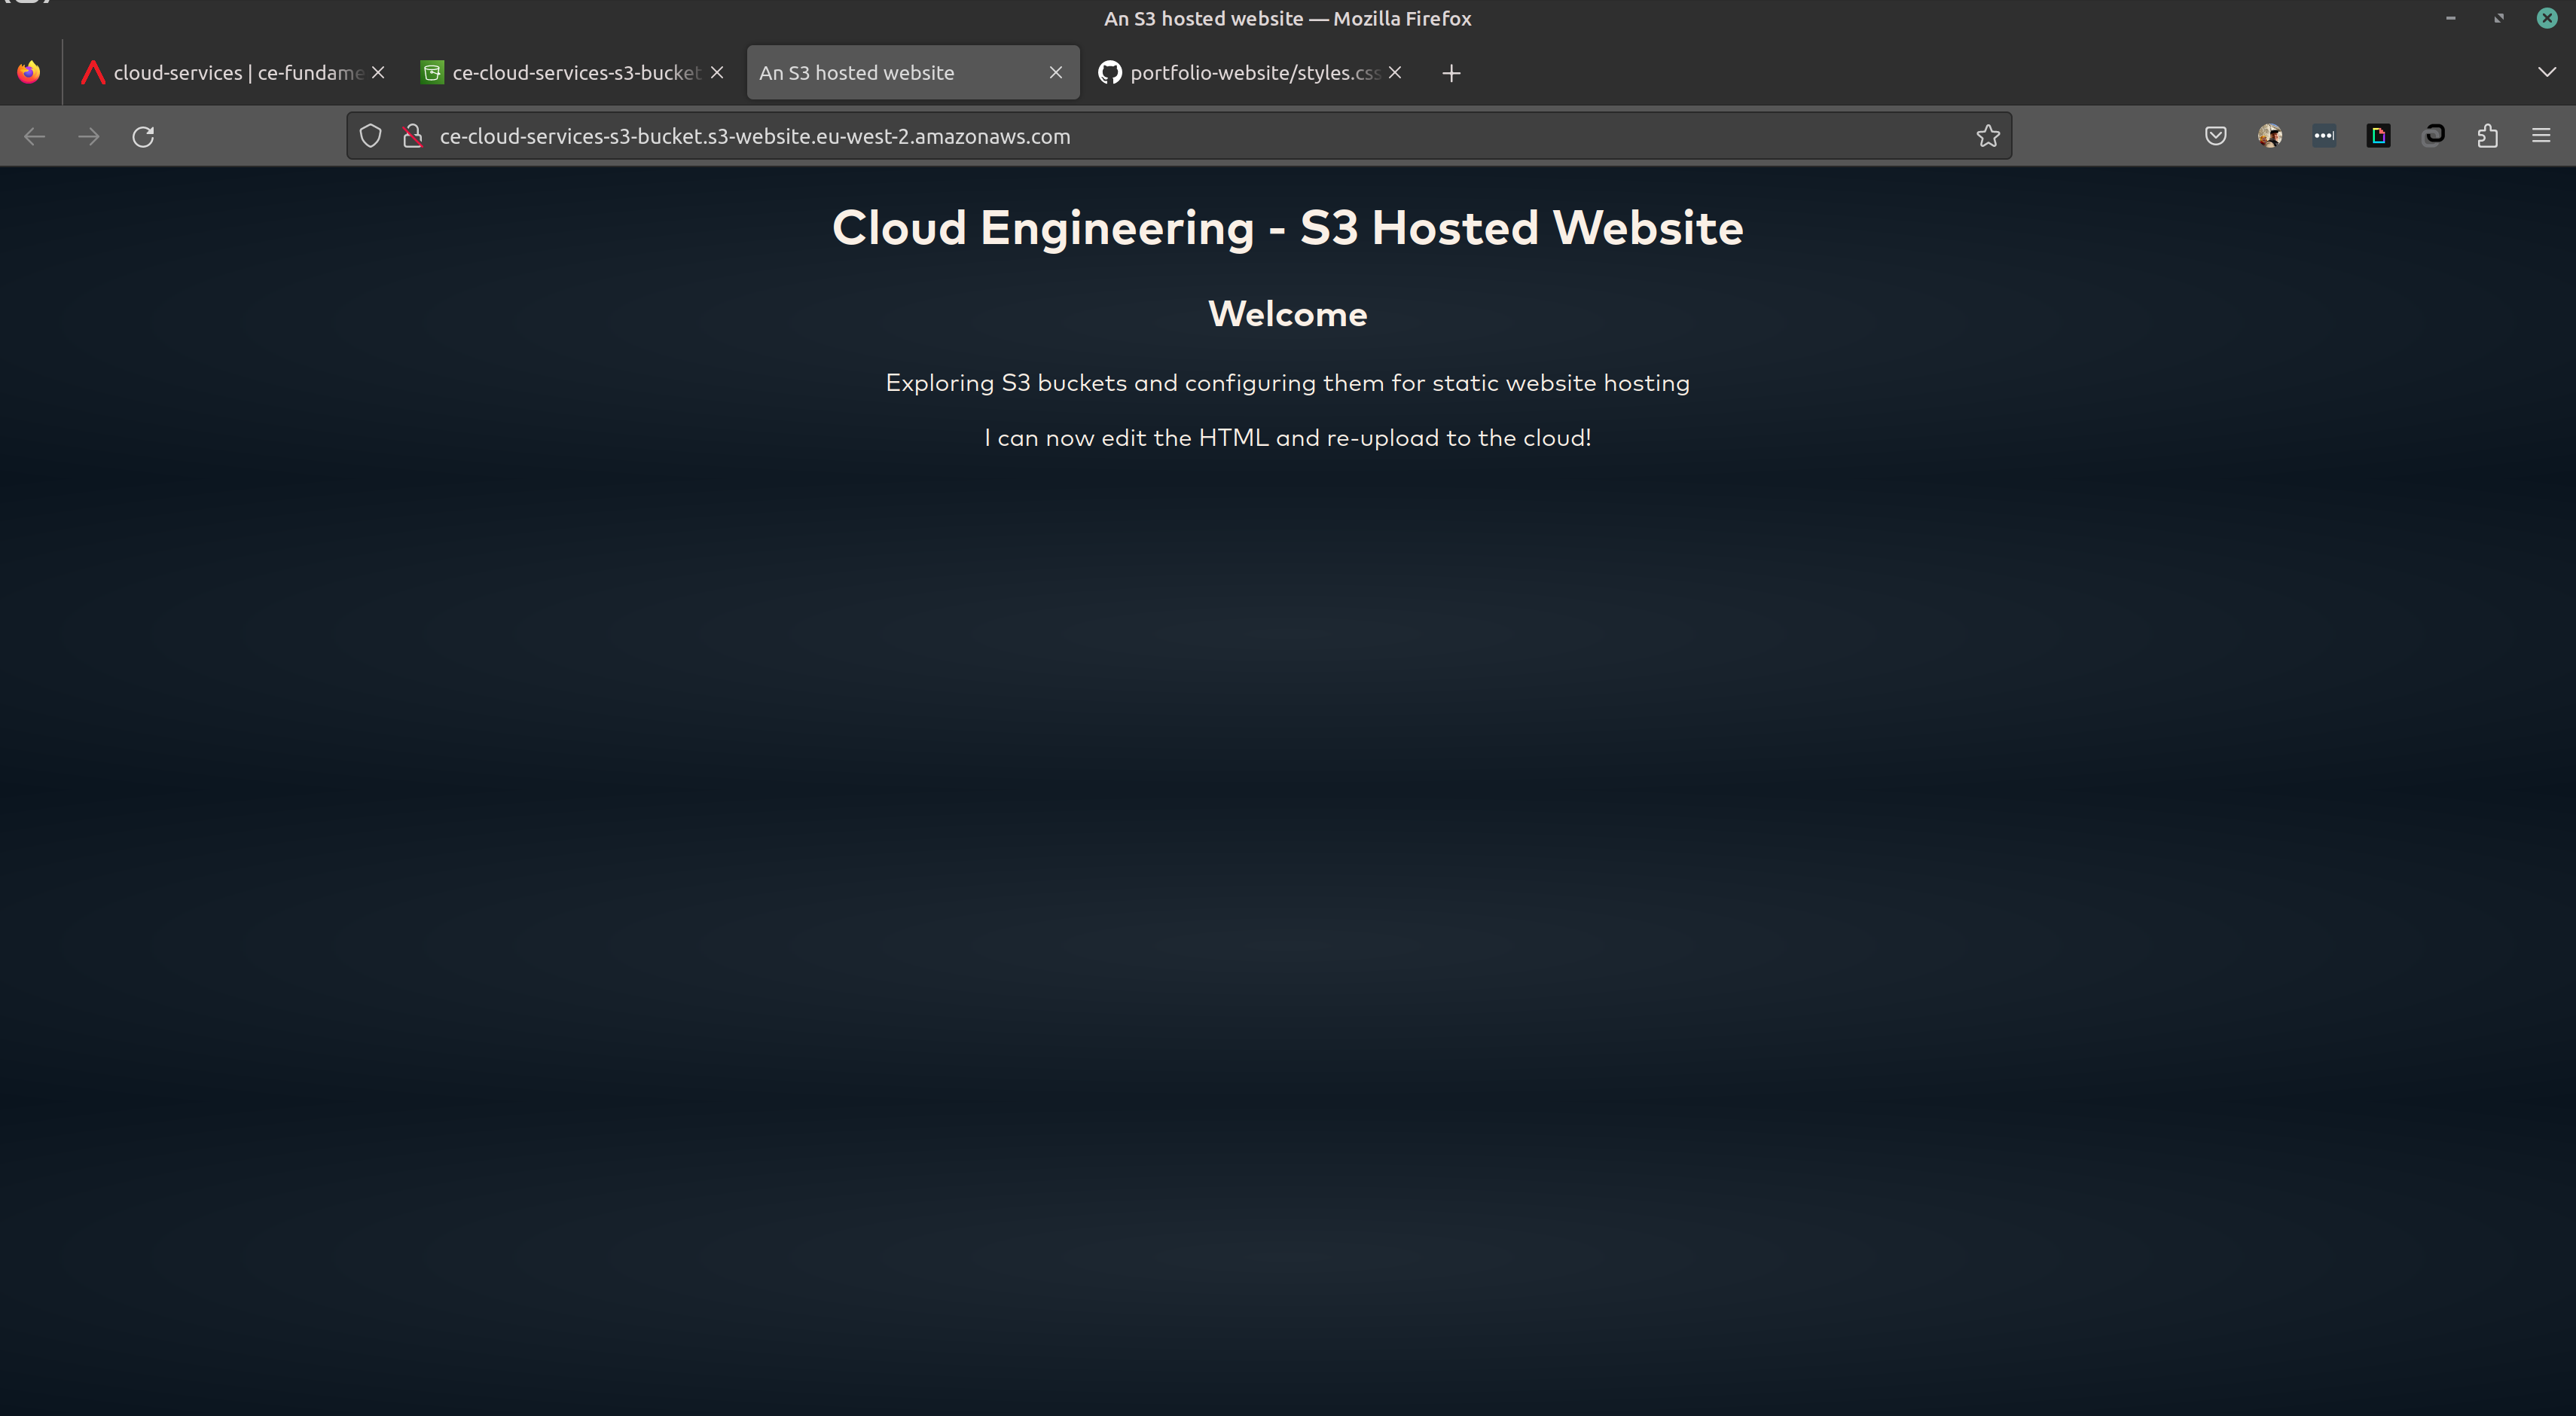 An S3 hosted website — Mozilla Firefox
cloud-services | ce-fundame
ce-cloud-services-s3-bucket
An S3 hosted website
portfolio-website/styles.css
ce-cloud-services-s3-bucket.s3-website.eu-west-2.amazonaws.com
Cloud Engineering - S3 Hosted Website
Welcome
Exploring S3 buckets and configuring them for static website hosting
I can now edit the HTML and re-upload to the cloud!